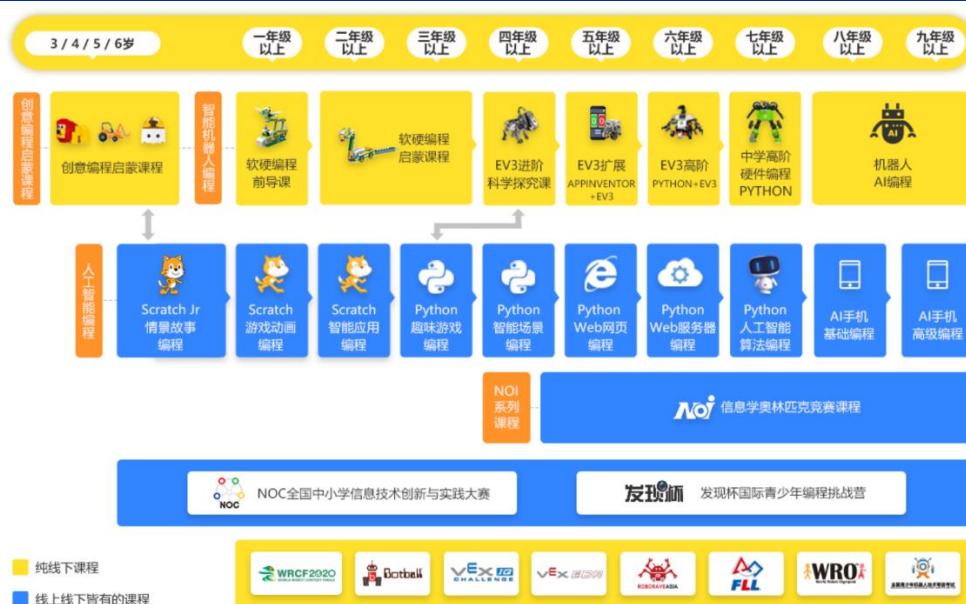 3 / 4 / 5 / 6岁
一年级
以上
二年级
以上
三年级
以上
四年级
以上
五年级
以上
六年级
以上
七年级
以上
八年级
以上
九年级
以上
创意编程启蒙课程
创意编程启蒙课程
智能机器人编程
软硬编程
前导课
软硬编程
启蒙课程
EV3进阶
科学探究课
EV3扩展
APPINVENTOR
+EV3
EV3高阶
PYTHON+EV3
中学高阶
硬件编程
PYTHON
AI
机器人
AI编程
人工智能编程
Scratch Jr
情景故事
编程
Scratch
游戏动画
编程
Scratch
智能应用
编程
Python
趣味游戏
编程
Python
智能场景
编程
Python
Web网页
编程
Python
Web服务器
编程
Python
人工智能
算法编程
AI手机
基础编程
AI手机
高级编程
NOI
系列
课程
NOI 信息学奥林匹克竞赛课程
NOC
NOC全国中小学信息技术创新与实践大赛
发现杯
发现杯国际青少年编程挑战营
纯线下课程
线上线下皆有的课程
WRCF2020
Botball
VEX IQ
CHALLENGE
VEX EDR
ROBORAVE ASIA
FLL
WRO
World Robot Olympiad